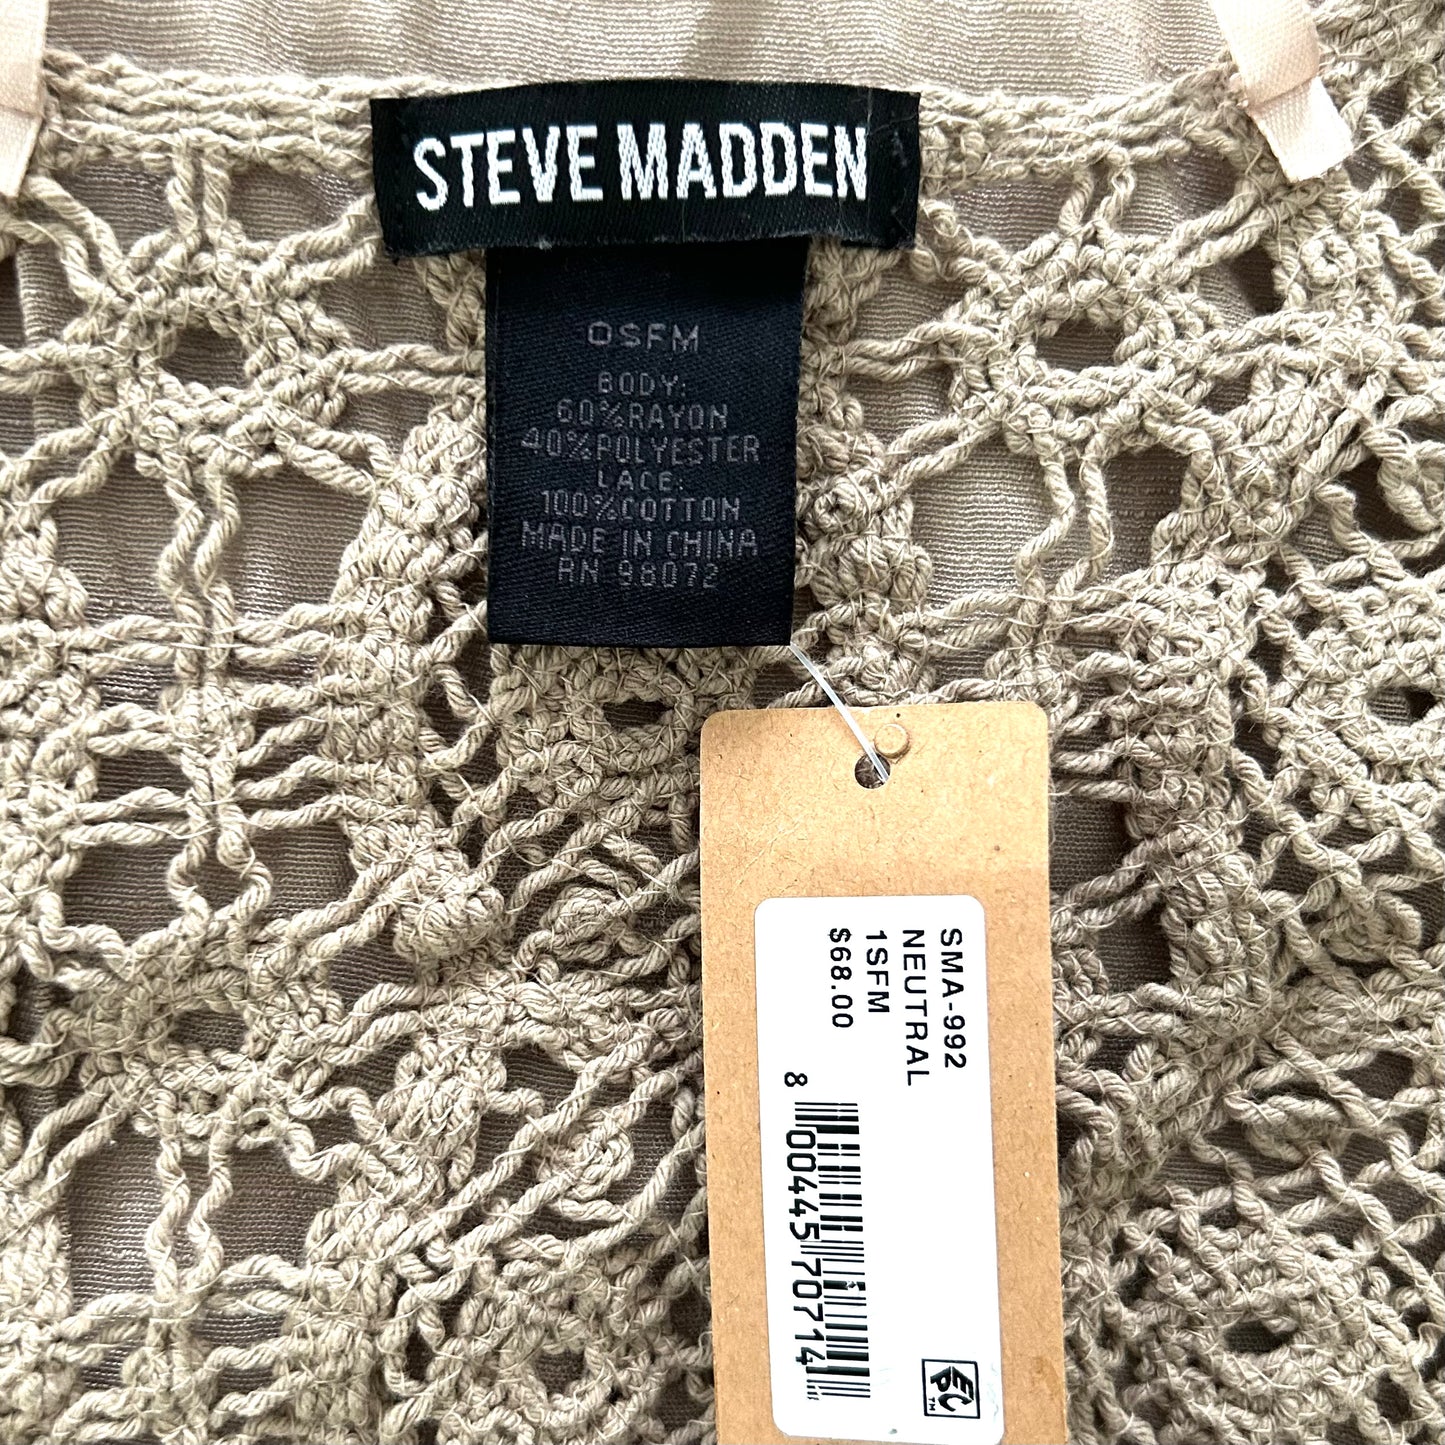 STEVE MADDEN
OSFM
BODY:
60%RAYON
40%POLYESTER
LACE:
100%COTTON
MADE IN CHINA
RN 98072
SMA-992
NEUTRAL
1SFM
$68.00
8 00445 70714
ECP™